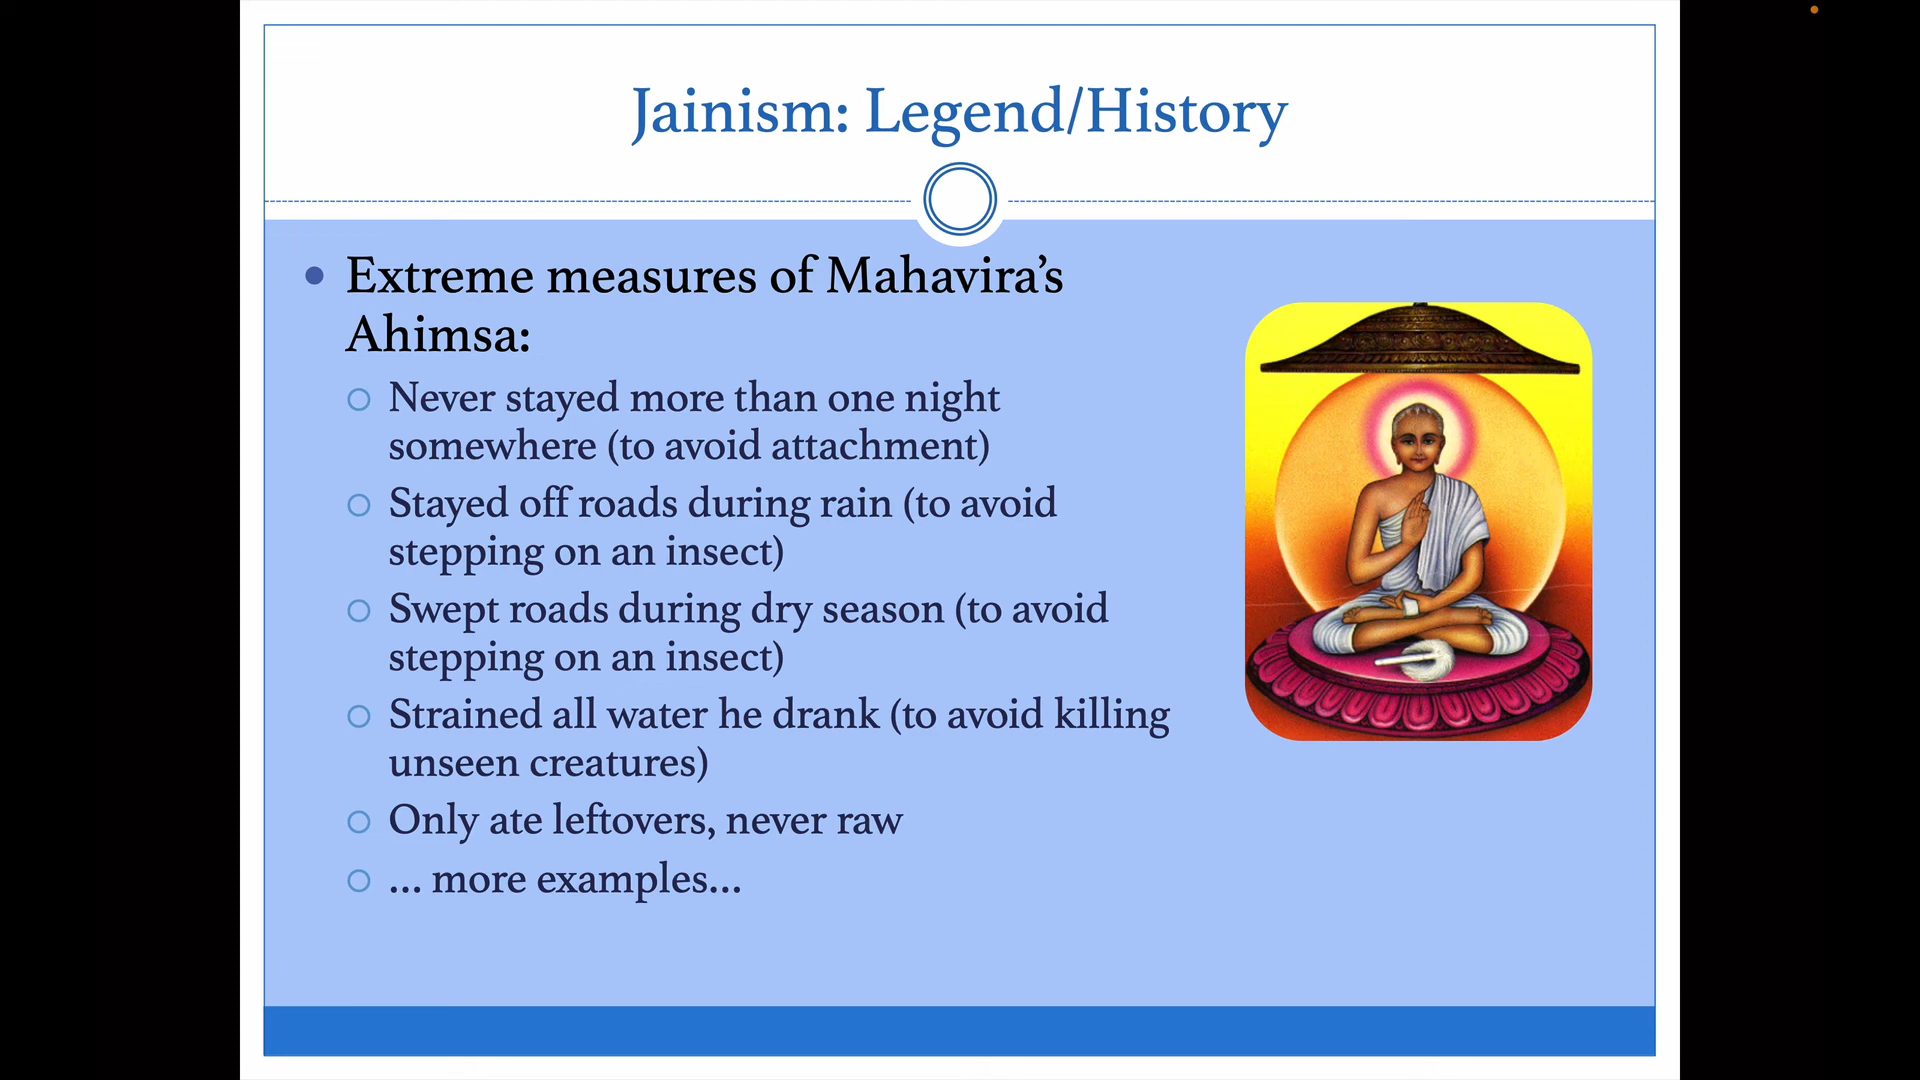 Jainism: Legend/History
Extreme measures of Mahavira’s
Ahimsa:
Never stayed more than one night
somewhere (to avoid attachment)
Stayed off roads during rain (to avoid
stepping on an insect)
Swept roads during dry season (to avoid
stepping on an insect)
Strained all water he drank (to avoid killing
unseen creatures)
Only ate leftovers, never raw
... more examples...